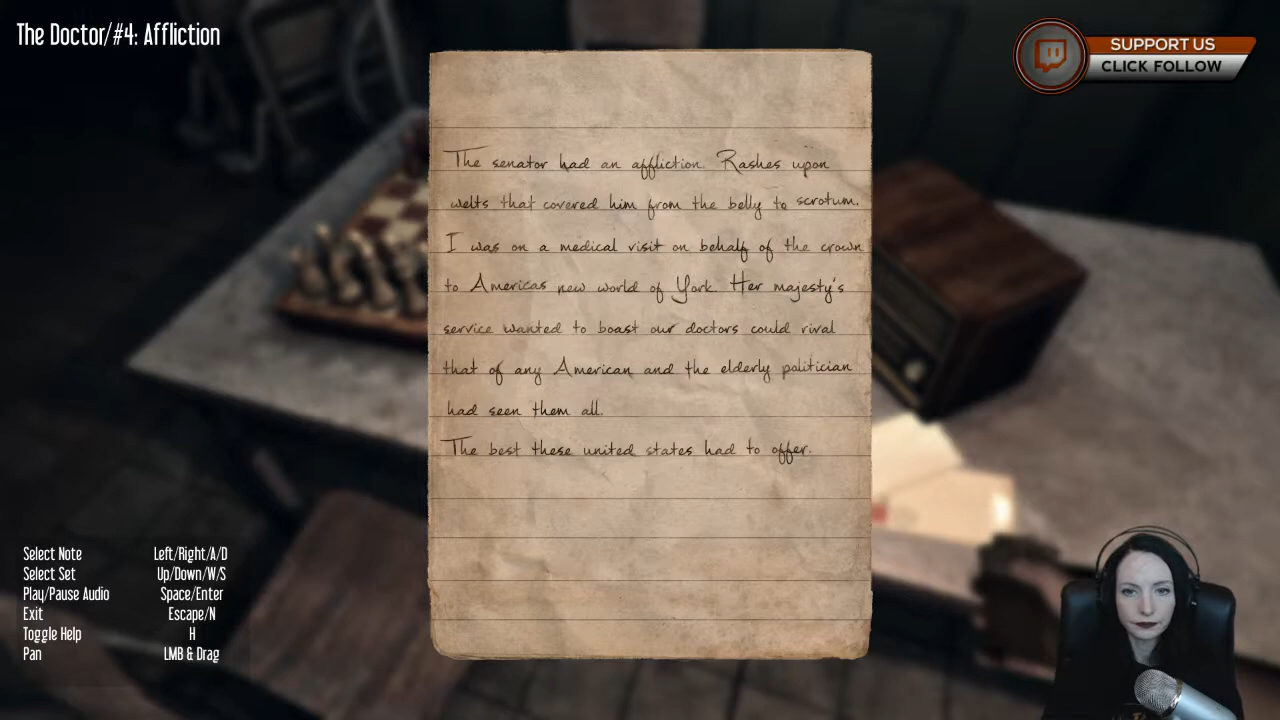 The Doctor/#4: Affliction
SUPPORT US
CLICK FOLLOW
The senator had an affliction. Rashes upon
welts that covered him from the belly to scrotum.
I was on a medical visit on behalf of the crown
to Americas new world of York. Her majesty's
service wanted to boast our doctors could rival
that of any American and the elderly politician
had seen them all.
The best these united states had to offer.
Select Note Left/Right/A/D
Select Set Up/Down/W/S
Play/Pause Audio Space/Enter
Exit Escape/N
Toggle Help H
Pan LMB & Drag